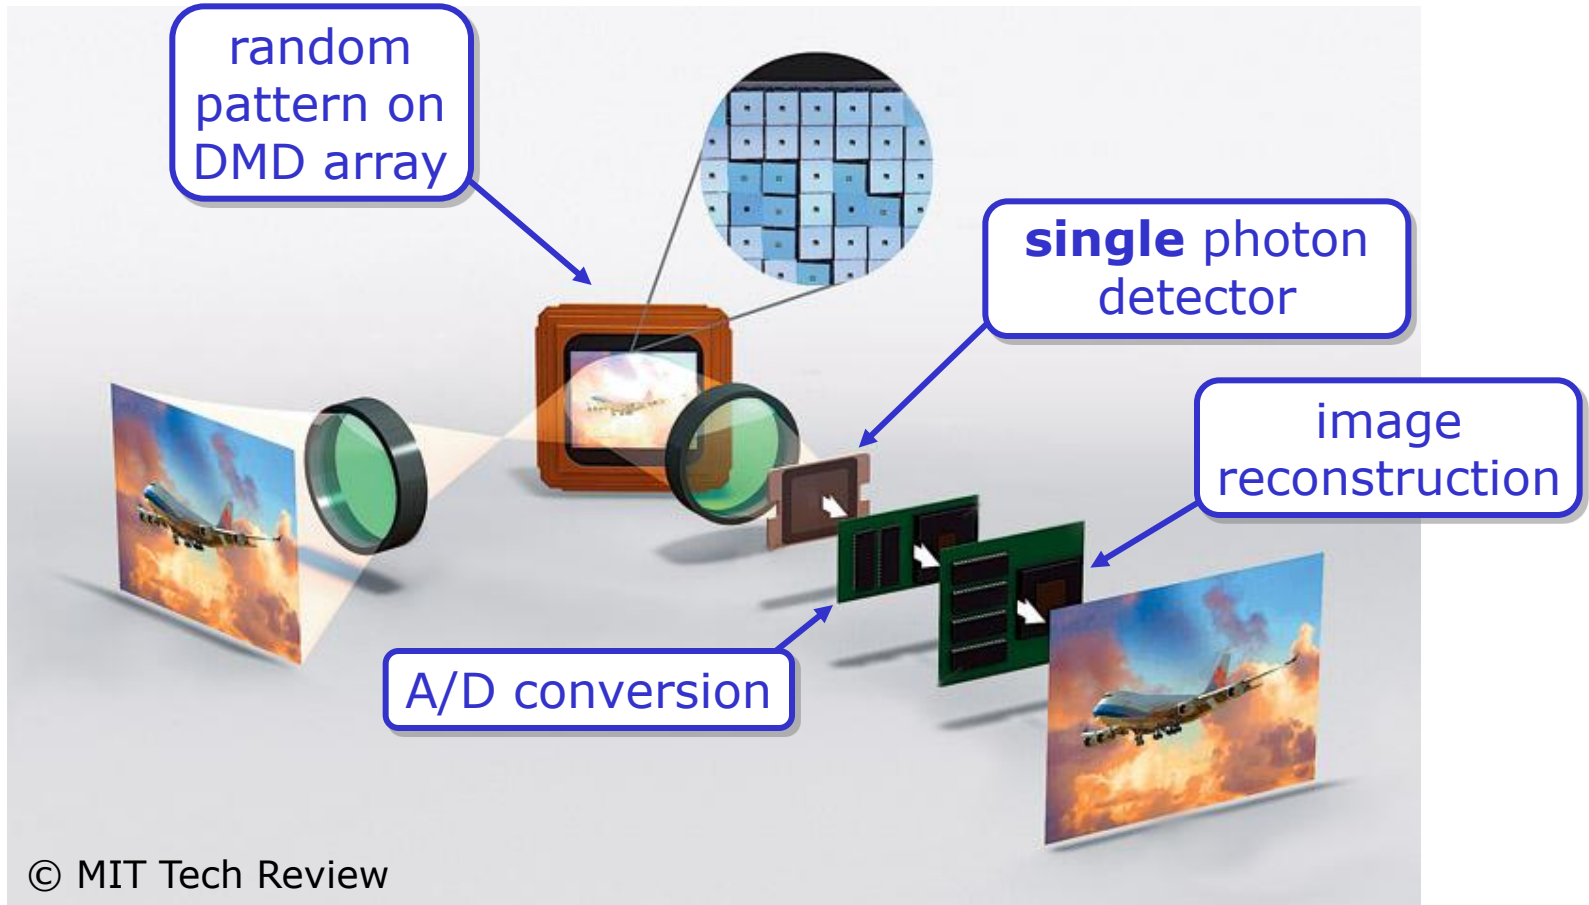 random
pattern on
DMD array
single photon
detector
image
reconstruction
A/D conversion
© MIT Tech Review